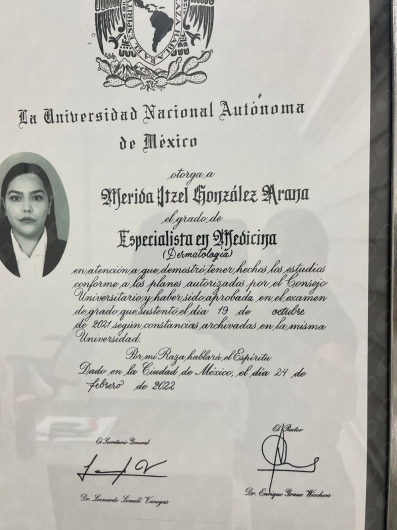 La Universidad Nacional Autónoma
de México
otorga a
Merida Itzel González Arana
el grado de
Especialista en Medicina
(Dermatología)
en atención a que demostró tener hechos los estudios
conforme a los planes autorizados por el Consejo
Universitario y haber sido aprobada en el examen
de grado que sustentó el día 19 de octubre
de 2021 según constancias archivadas en la misma
Universidad.
Por mi Raza hablará el Espíritu
Dado en la Ciudad de México, el día 24 de
febrero de 2022
El Secretario General
El Rector
Dr. Leonardo Lomelí Vanegas
Dr. Enrique Graue Wiechers